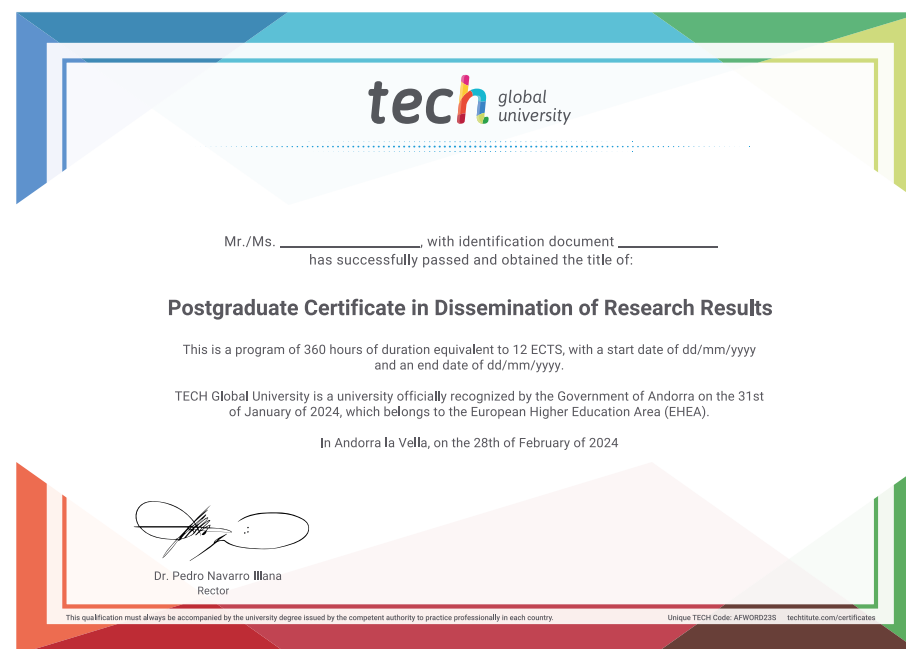 tech global
university
Mr./Ms. ____________________, with identification document ______________
has successfully passed and obtained the title of:
Postgraduate Certificate in Dissemination of Research Results
This is a program of 360 hours of duration equivalent to 12 ECTS, with a start date of dd/mm/yyyy
and an end date of dd/mm/yyyy.
TECH Global University is a university officially recognized by the Government of Andorra on the 31st
of January of 2024, which belongs to the European Higher Education Area (EHEA).
In Andorra la Vella, on the 28th of February of 2024
Dr. Pedro Navarro Illana
Rector
This qualification must always be accompanied by the university degree issued by the competent authority to practice professionally in each country.
Unique TECH Code: AFWORD23S techtitute.com/certificates